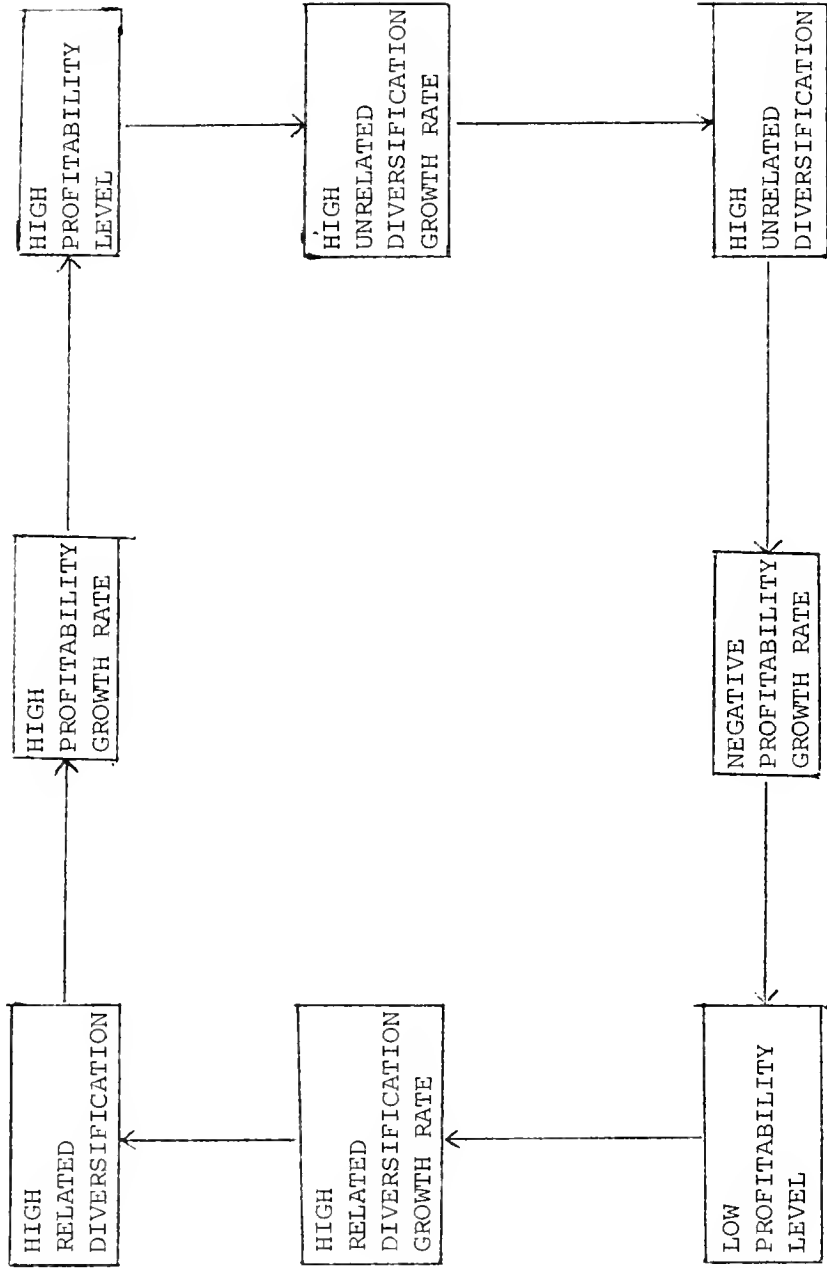 HIGH
RELATED
DIVERSIFICATION
HIGH
PROFITABILITY
GROWTH RATE
HIGH
PROFITABILITY
LEVEL
HIGH
RELATED
DIVERSIFICATION
GROWTH RATE
HIGH
UNRELATED
DIVERSIFICATION
GROWTH RATE
LOW
PROFITABILITY
LEVEL
NEGATIVE
PROFITABILITY
GROWTH RATE
HIGH
UNRELATED
DIVERSIFICATION